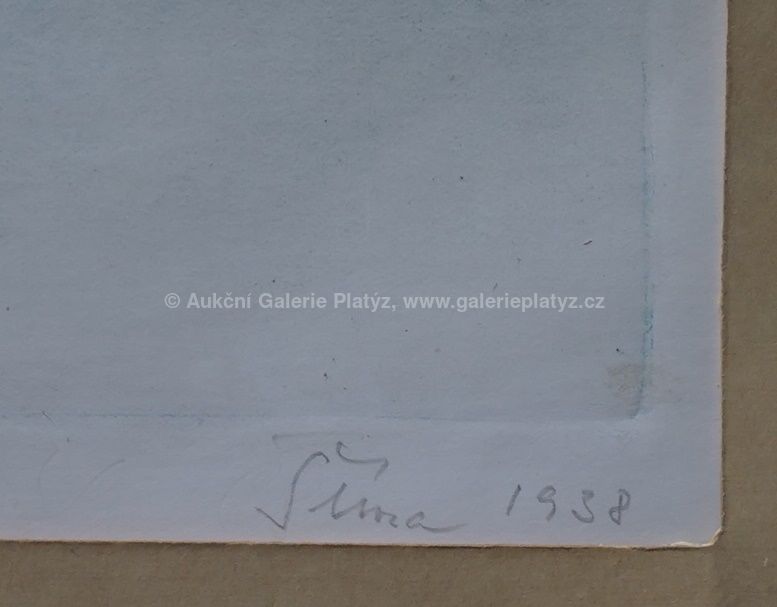 © Aukční Galerie Platýz, www.galerieplatyz.cz
Šíma 1938